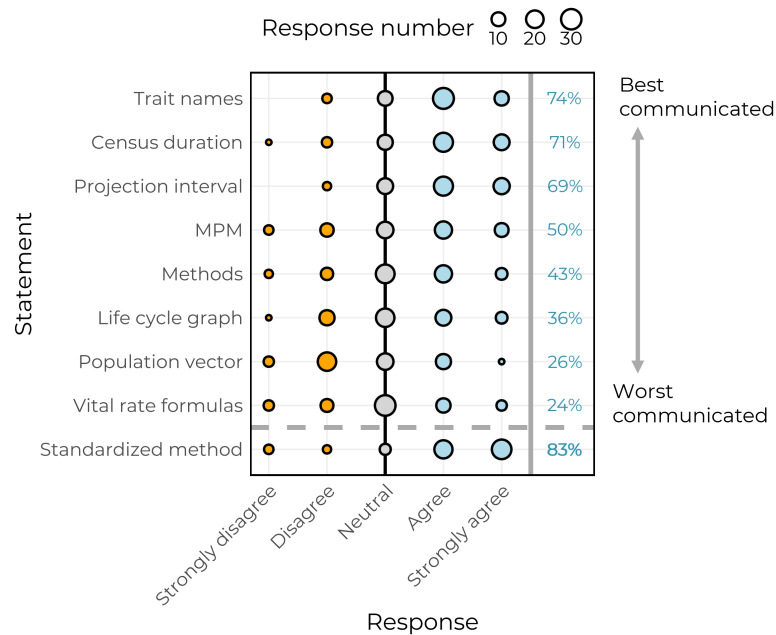 Response number
10 20 30
Best
communicated
Trait names 74%
Census duration 71%
Projection interval 69%
MPM 50%
Methods 43%
Life cycle graph 36%
Population vector 26%
Vital rate formulas 24%
Standardized method 83%
Worst
communicated
Statement
Strongly disagree
Disagree
Neutral
Agree
Strongly agree
Response